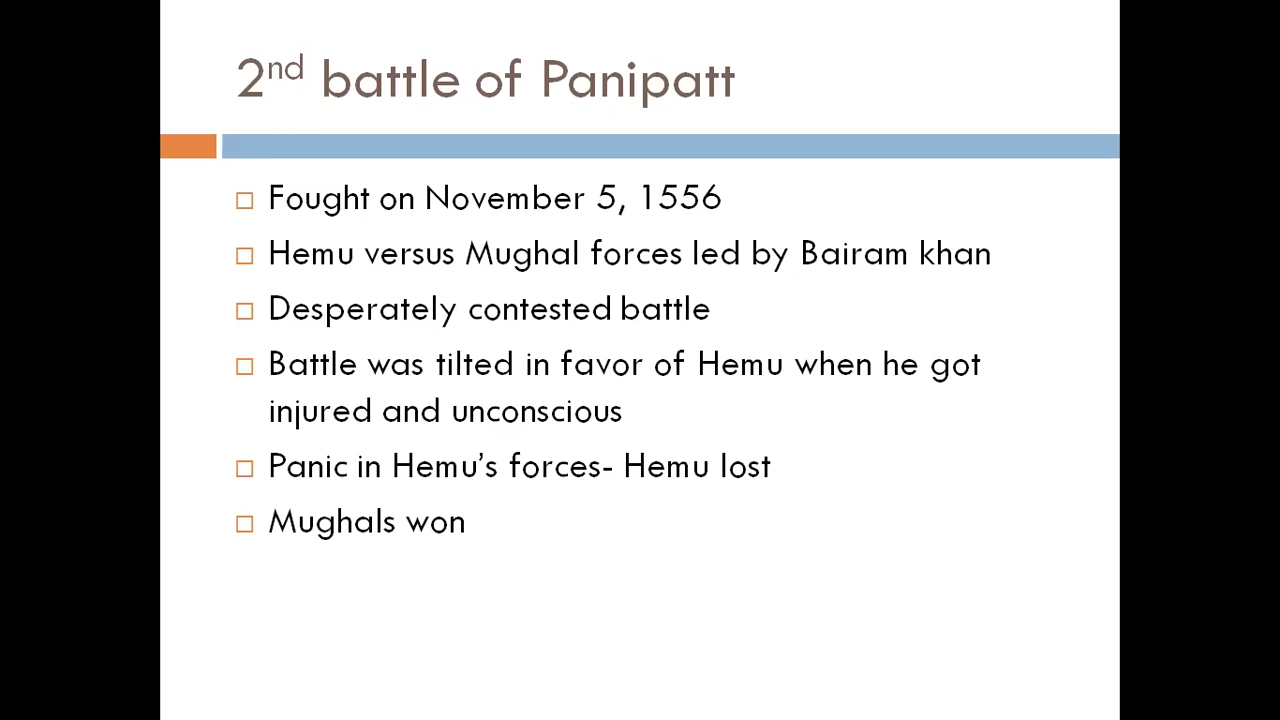 2nd battle of Panipatt
Fought on November 5, 1556
Hemu versus Mughal forces led by Bairam khan
Desperately contested battle
Battle was tilted in favor of Hemu when he got
injured and unconscious
Panic in Hemu’s forces- Hemu lost
Mughals won